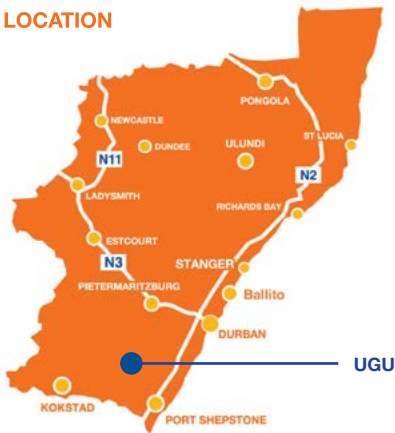 LOCATION
PONGOLA
NEWCASTLE
DUNDEE
ULUNDI
ST LUCIA
N11
N2
LADYSMITH
RICHARDS BAY
ESTCOURT
N3
STANGER
PIETERMARITZBURG
Ballito
DURBAN
UGU
KOKSTAD
PORT SHEPSTONE